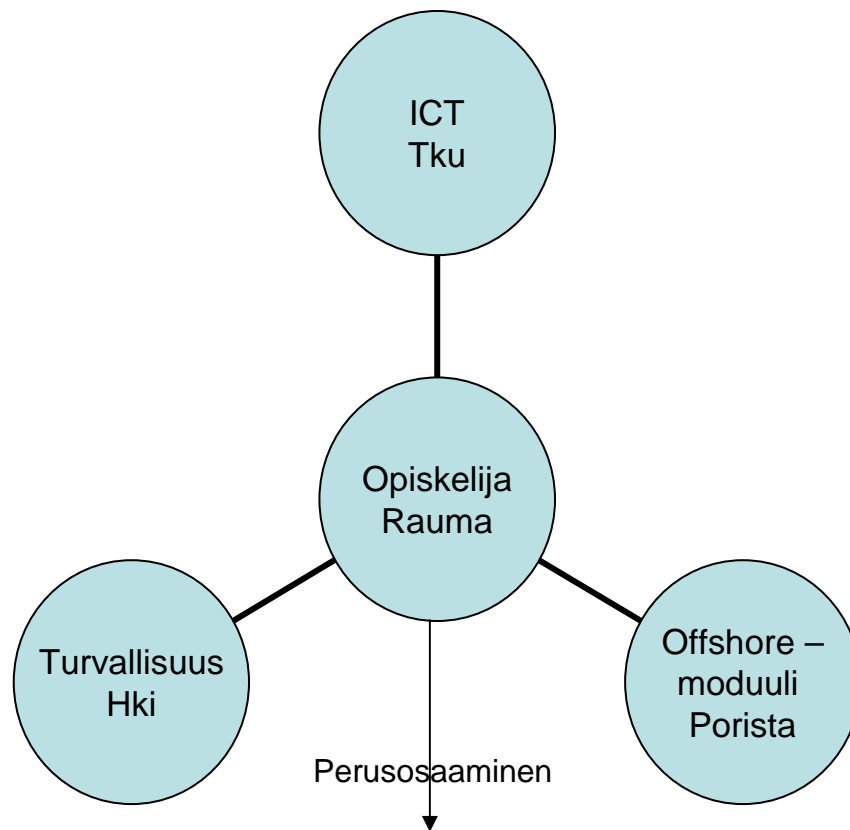 ICT
Tku
Opiskelija
Rauma
Turvallisuus
Hki
Offshore –
moduuli
Porista
Perusosaaminen